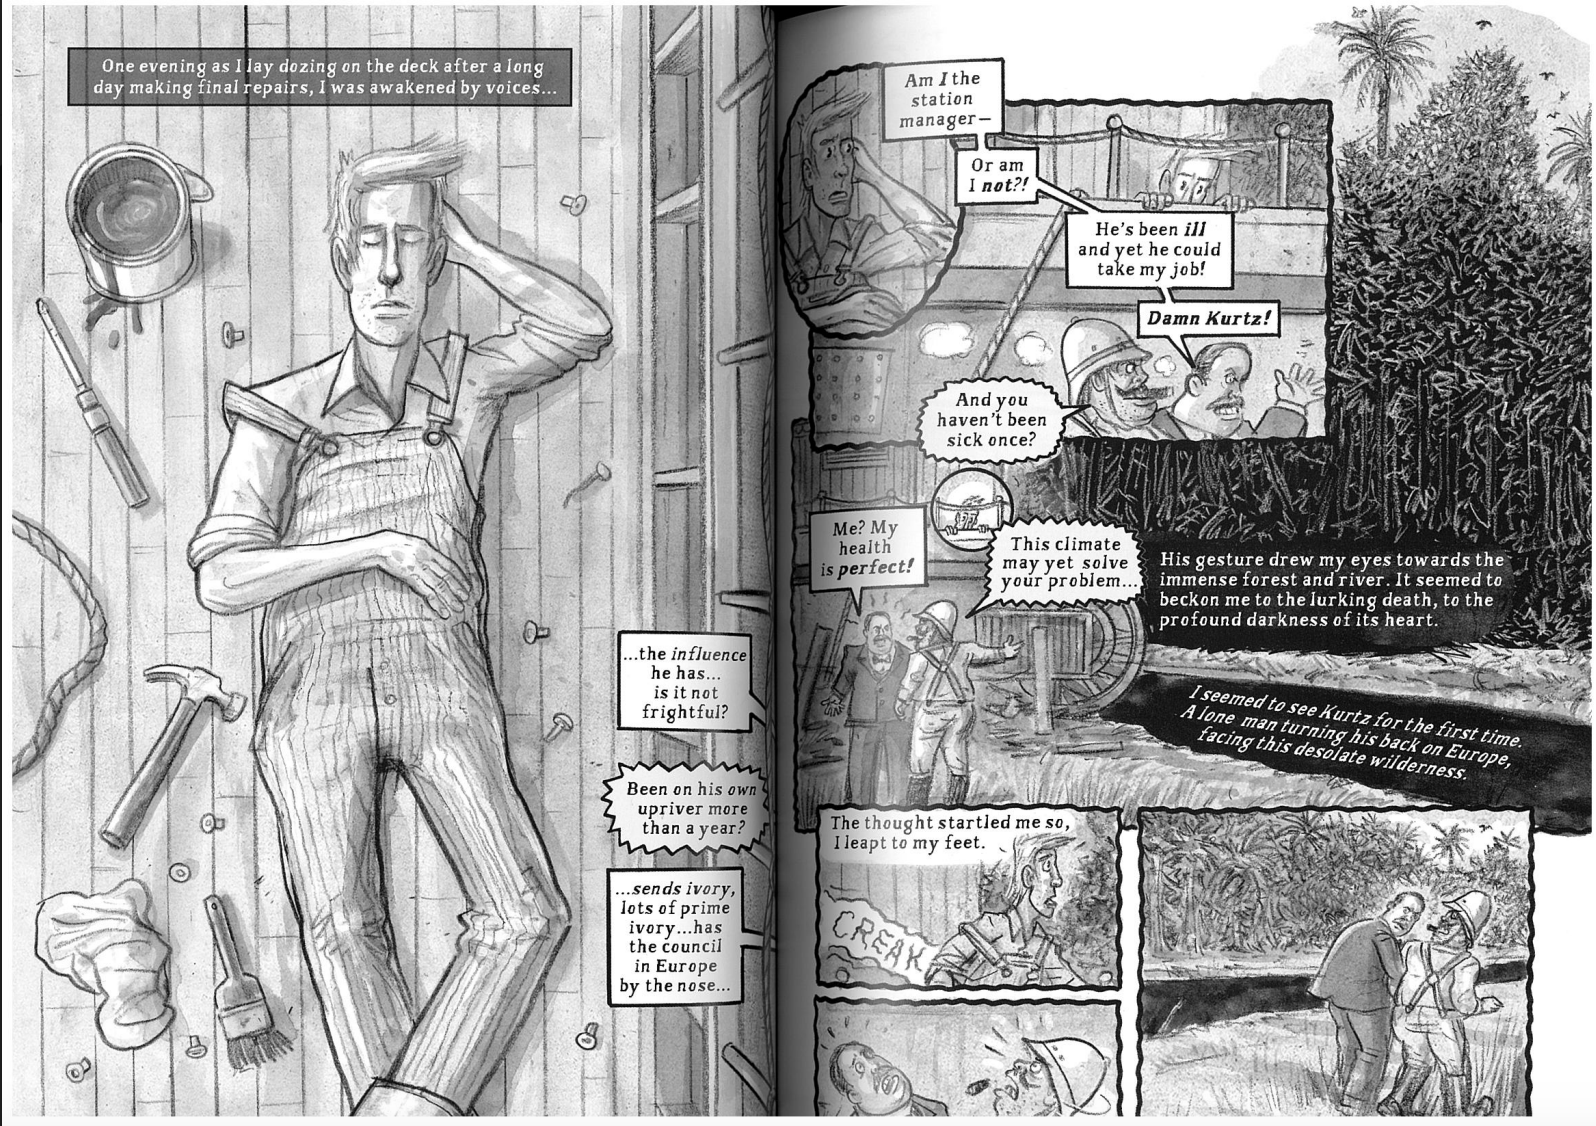 One evening as I lay dozing on the deck after a long
day making final repairs, I was awakened by voices...
...the influence
he has...
is it not
frightful?
Been on his own
upriver more
than a year?
...sends ivory,
lots of prime
ivory...has
the council
in Europe
by the nose...
Am I the
station
manager—
Or am
I not?!
He's been ill
and yet he could
take my job!
Damn Kurtz!
And you
haven't been
sick once?
Me? My
health
is perfect!
This climate
may yet solve
your problem...
His gesture drew my eyes towards the
immense forest and river. It seemed to
beckon me to the lurking death, to the
profound darkness of its heart.
I seemed to see Kurtz for the first time.
A lone man turning his back on Europe,
facing this desolate wilderness.
The thought startled me so,
I leapt to my feet.
CREAK